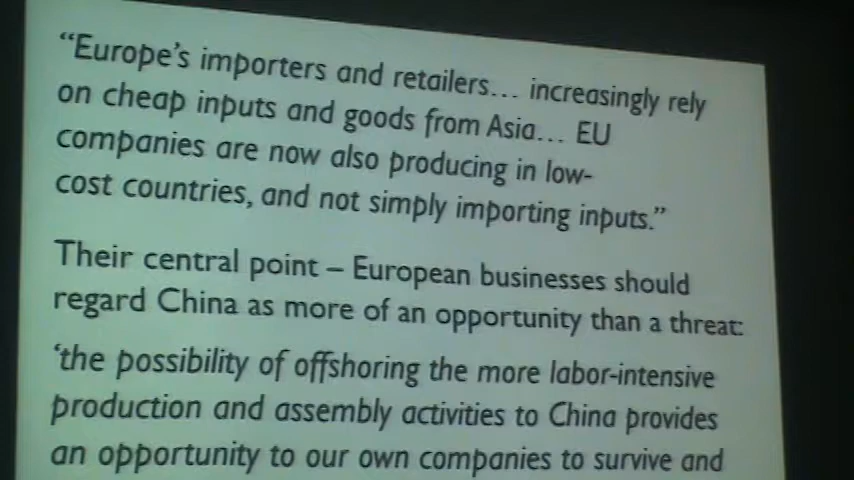 “Europe’s importers and retailers… increasingly rely
on cheap inputs and goods from Asia… EU
companies are now also producing in low-
cost countries, and not simply importing inputs.”
Their central point – European businesses should
regard China as more of an opportunity than a threat:
‘the possibility of offshoring the more labor-intensive
production and assembly activities to China provides
an opportunity to our own companies to survive and